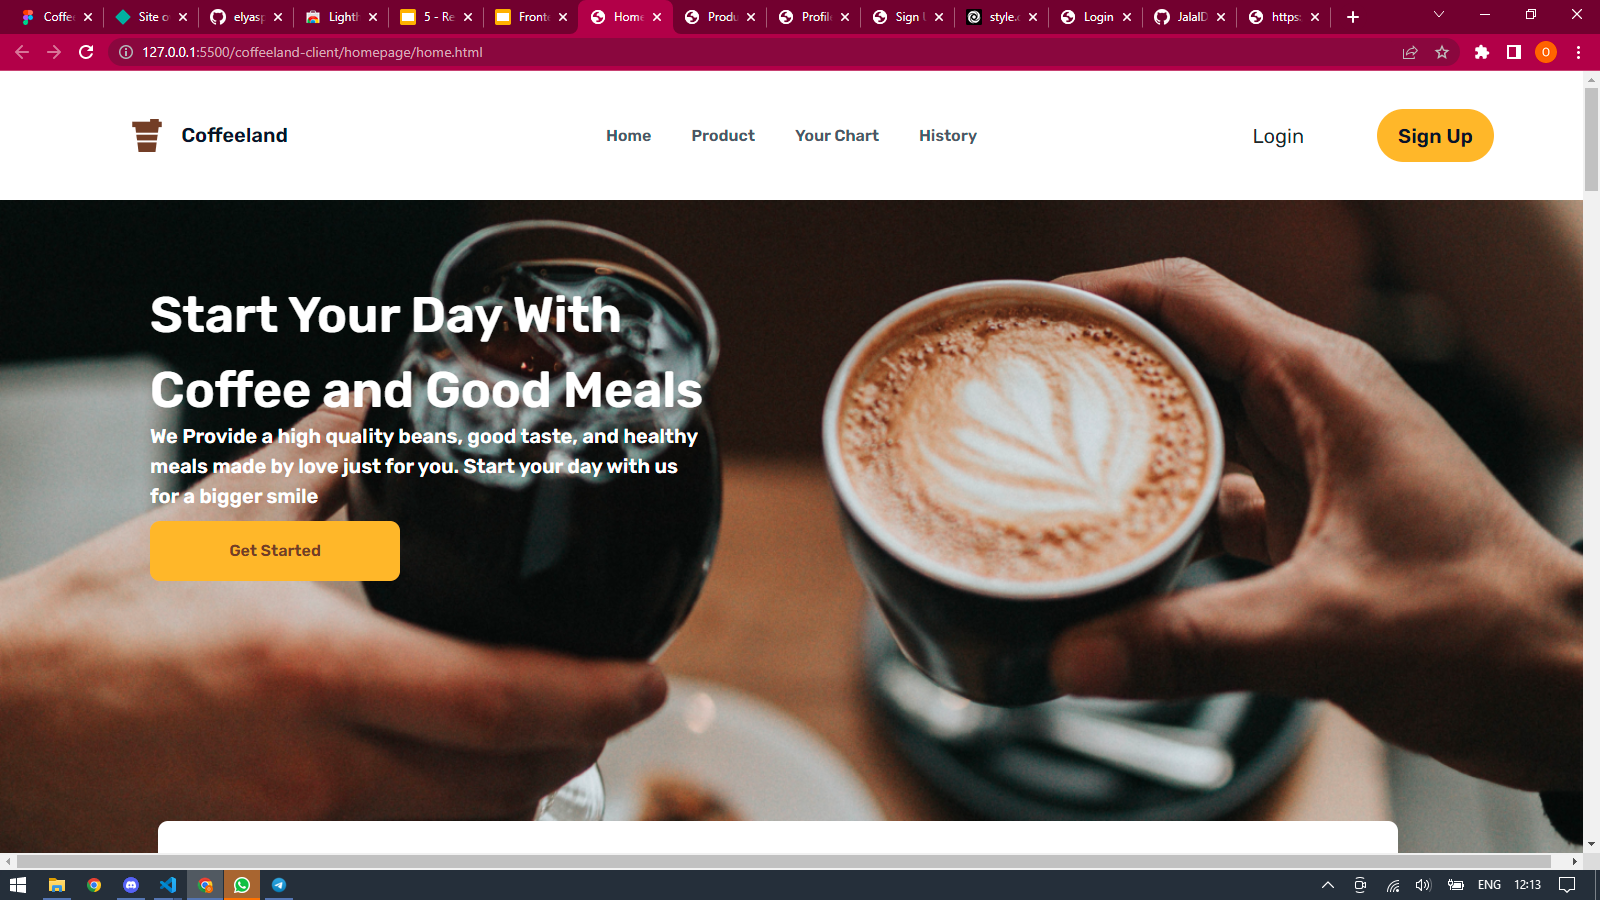 Coffe
Site o
elyasp
Light
5 - Re
Fronte
Home
Produ
Profile
Sign
style.c
Login
JalalD
https:
127.0.0.1:5500/coffeeland-client/homepage/home.html
O
Coffeeland
Home
Product
Your Chart
History
Login
Sign Up
Start Your Day With
Coffee and Good Meals
We Provide a high quality beans, good taste, and healthy
meals made by love just for you. Start your day with us
for a bigger smile
Get Started
ENG
12:13